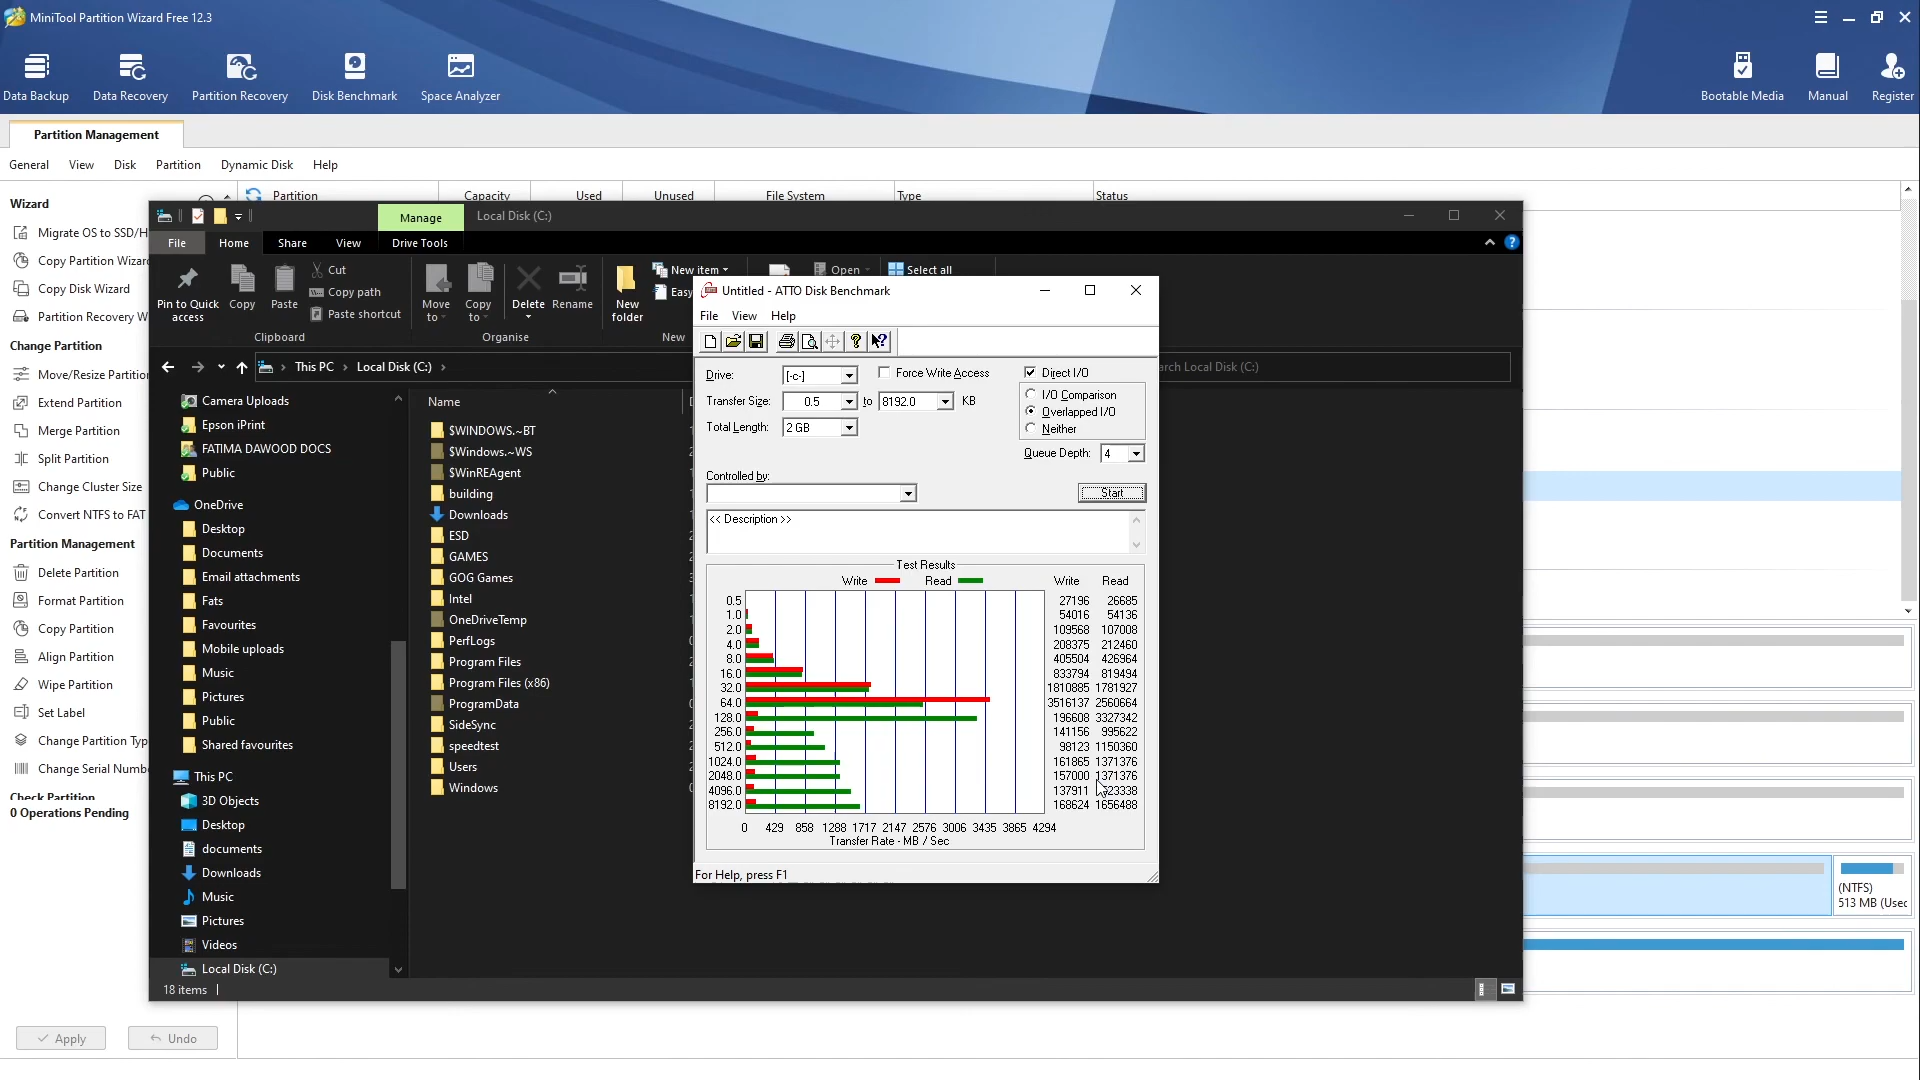 MiniTool Partition Wizard Free 12.3
Data Backup
Data Recovery
Partition Recovery
Disk Benchmark
Space Analyzer
Bootable Media
Manual
Register
Partition Management
General View Disk Partition Dynamic Disk Help
Partition Capacity Used Unused File System Type Status
Wizard
Migrate OS to SSD/H
Copy Partition Wizard
Copy Disk Wizard
Partition Recovery W
Change Partition
Move/Resize Partition
Extend Partition
Merge Partition
Split Partition
Change Cluster Size
Convert NTFS to FAT
Partition Management
Delete Partition
Format Partition
Copy Partition
Align Partition
Wipe Partition
Set Label
Change Partition Typ
Change Serial Numb
Check Partition
0 Operations Pending
Apply
Undo
Manage
Local Disk (C:)
File Home Share View Drive Tools
Pin to Quick access
Copy
Paste
Cut
Copy path
Paste shortcut
Clipboard
Move to
Copy to
Delete
Rename
Organise
New folder
New item
Easy
New
Open
Select all
This PC
Local Disk (C:)
arch Local Disk (C:)
Camera Uploads
Epson iPrint
FATIMA DAWOOD DOCS
Public
OneDrive
Desktop
Documents
Email attachments
Fats
Favourites
Mobile uploads
Music
Pictures
Public
Shared favourites
This PC
3D Objects
Desktop
documents
Downloads
Music
Pictures
Videos
Local Disk (C:)
18 items
Name
$WINDOWS.~BT
$Windows.~WS
$WinREAgent
building
Downloads
ESD
GAMES
GOG Games
Intel
OneDriveTemp
PerfLogs
Program Files
Program Files (x86)
ProgramData
SideSync
speedtest
Users
Windows
Untitled - ATTO Disk Benchmark
File View Help
Drive: [-c-]
Force Write Access
Direct I/O
Transfer Size: 0.5 to 8192.0 KB
I/O Comparison
Overlapped I/O
Total Length: 2 GB
Neither
Queue Depth: 4
Controlled by:
Start
<< Description >>
Test Results
Write Read Write Read
0.5 27196 26685
1.0 54016 54136
2.0 109568 107008
4.0 208375 212460
8.0 405504 426964
16.0 833794 819494
32.0 1810885 1781927
64.0 3516137 2560664
128.0 196608 3327342
256.0 141156 995622
512.0 98123 1150360
1024.0 161865 1371376
2048.0 157000 1371376
4096.0 137911 23338
8192.0 168624 1656488
0 429 858 1288 1717 2147 2576 3006 3435 3865 4294
Transfer Rate - MB / Sec
For Help, press F1
(NTFS)
513 MB (Usec